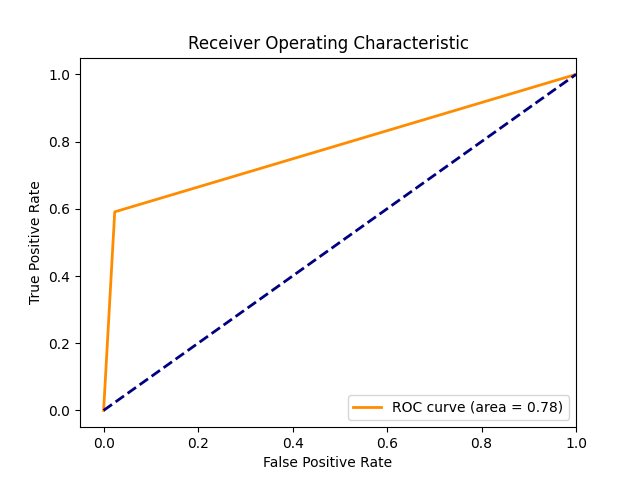 Receiver Operating Characteristic
True Positive Rate
1.0
0.8
0.6
0.4
0.2
0.0
ROC curve (area = 0.78)
0.0 0.2 0.4 0.6 0.8 1.0
False Positive Rate